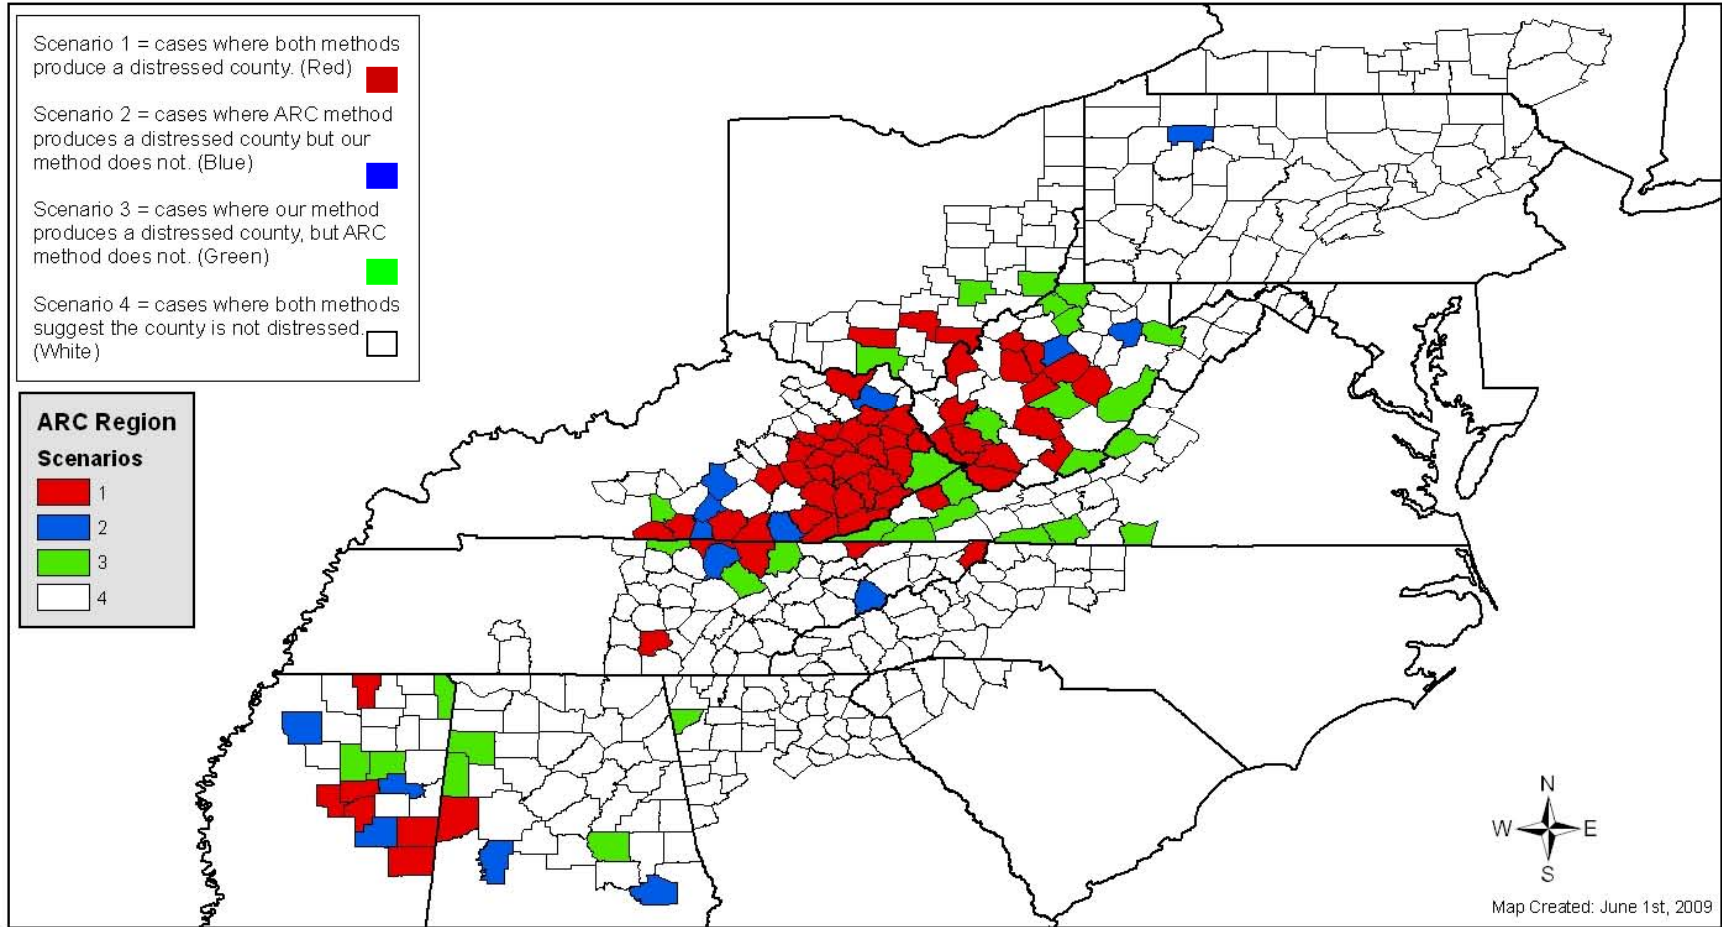 Scenario 1 = cases where both methods
produce a distressed county. (Red)
Scenario 2 = cases where ARC method
produces a distressed county but our
method does not. (Blue)
Scenario 3 = cases where our method
produces a distressed county, but ARC
method does not. (Green)
Scenario 4 = cases where both methods
suggest the county is not distressed.
(White)
ARC Region
Scenarios
1
2
3
4
N
W E
S
Map Created: June 1st, 2009